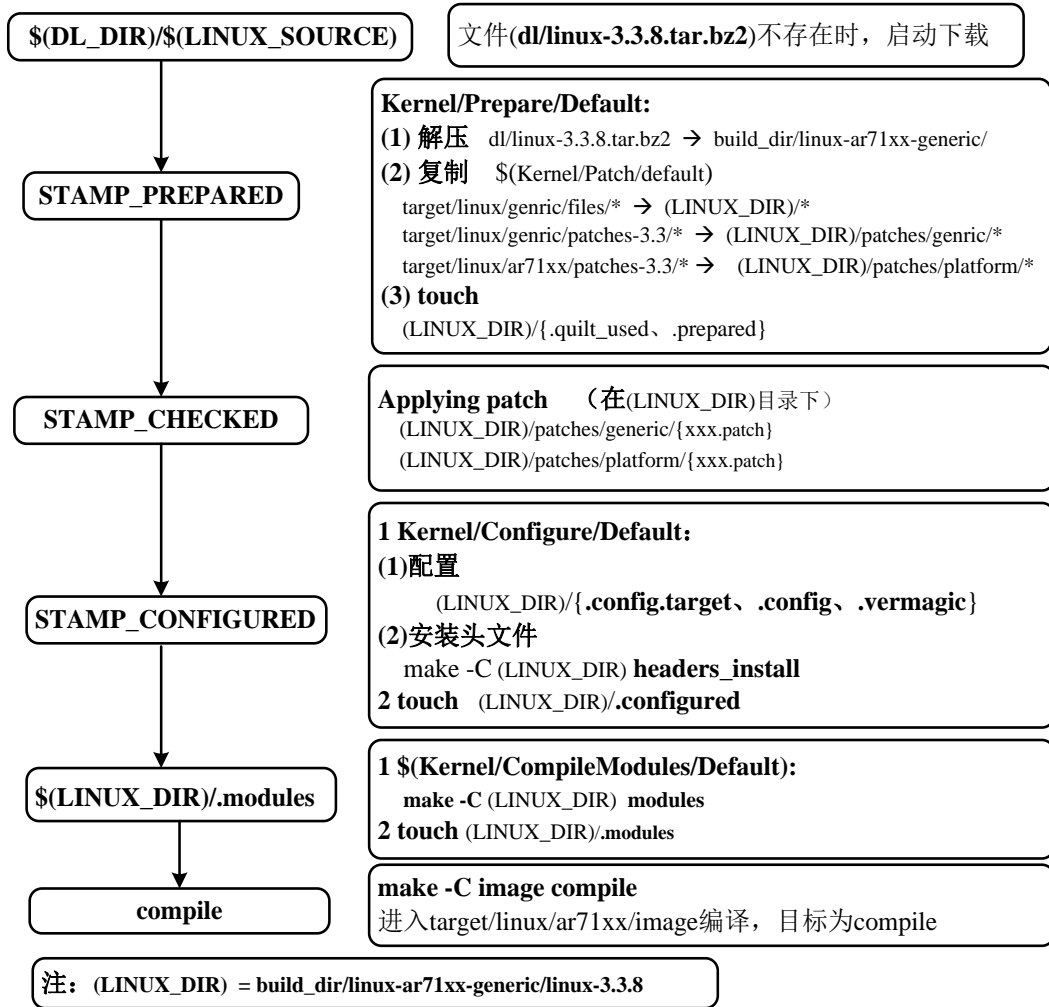 $(DL_DIR)/$(LINUX_SOURCE)
文件(dl/linux-3.3.8.tar.bz2)不存在时，启动下载
STAMP_PREPARED
Kernel/Prepare/Default:
(1) 解压 dl/linux-3.3.8.tar.bz2 → build_dir/linux-ar71xx-generic/
(2) 复制 $(Kernel/Patch/default)
target/linux/genric/files/* → (LINUX_DIR)/*
target/linux/genric/patches-3.3/* → (LINUX_DIR)/patches/genric/*
target/linux/ar71xx/patches-3.3/* → (LINUX_DIR)/patches/platform/*
(3) touch
(LINUX_DIR)/{.quilt_used、.prepared}
STAMP_CHECKED
Applying patch （在(LINUX_DIR)目录下）
(LINUX_DIR)/patches/generic/{xxx.patch}
(LINUX_DIR)/patches/platform/{xxx.patch}
STAMP_CONFIGURED
1 Kernel/Configure/Default：
(1)配置
(LINUX_DIR)/{.config.target、.config、.vermagic}
(2)安装头文件
make -C (LINUX_DIR) headers_install
2 touch (LINUX_DIR)/.configured
$(LINUX_DIR)/.modules
1 $(Kernel/CompileModules/Default):
make -C (LINUX_DIR) modules
2 touch (LINUX_DIR)/.modules
compile
make -C image compile
进入target/linux/ar71xx/image编译，目标为compile
注：(LINUX_DIR) = build_dir/linux-ar71xx-generic/linux-3.3.8